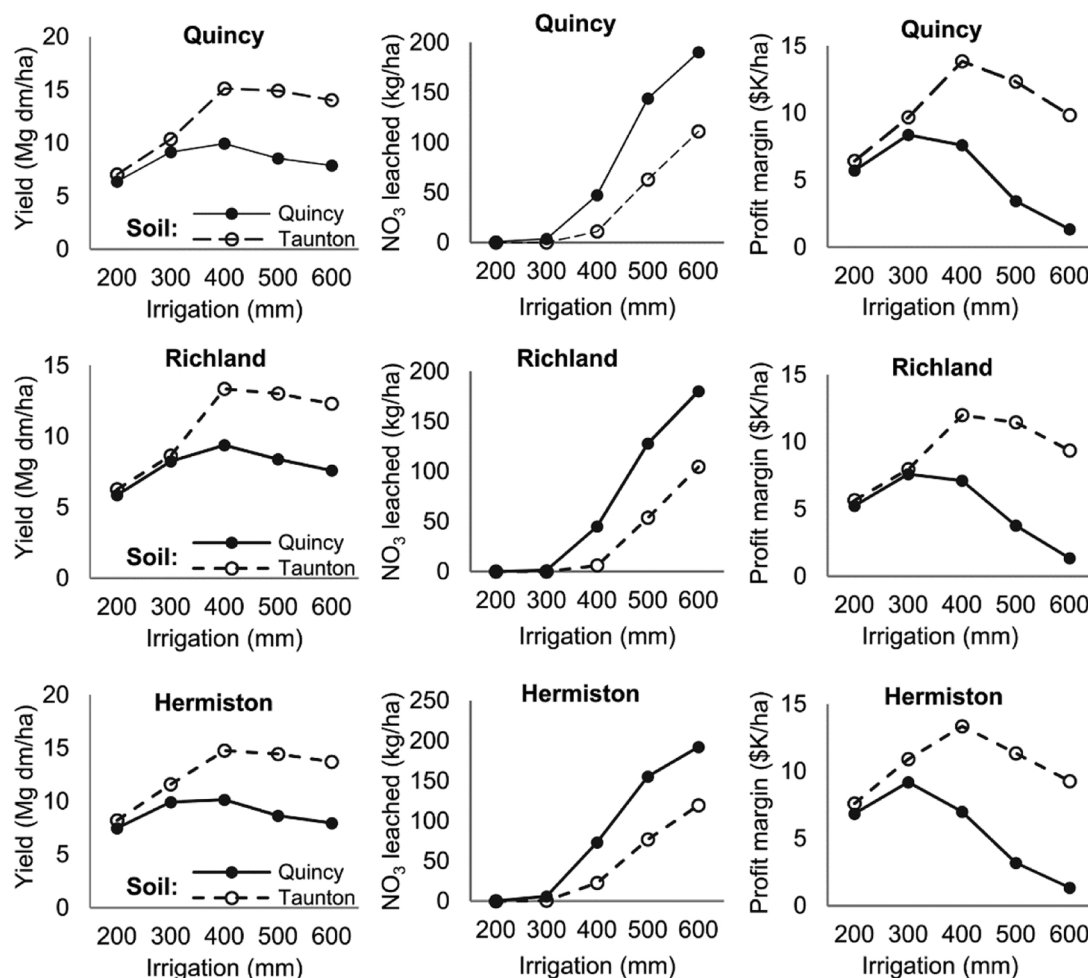 Quincy
Yield (Mg dm/ha)
20
15
10
5
0
Soil:
Quincy
Taunton
200 300 400 500 600
Irrigation (mm)
Quincy
NO3 leached (kg/ha)
200
150
100
50
0
200 300 400 500 600
Irrigation (mm)
Quincy
Profit margin ($K/ha)
15
10
5
0
200 300 400 500 600
Irrigation (mm)
Richland
Yield (Mg dm/ha)
15
10
5
0
Soil:
Quincy
Taunton
200 300 400 500 600
Irrigation (mm)
Richland
NO3 leached (kg/ha)
200
150
100
50
0
200 300 400 500 600
Irrigation (mm)
Richland
Profit margin ($K/ha)
15
10
5
0
200 300 400 500 600
Irrigation (mm)
Hermiston
Yield (Mg dm/ha)
20
15
10
5
0
Soil:
Quincy
Taunton
200 300 400 500 600
Irrigation (mm)
Hermiston
NO3 leached (kg/ha)
250
200
150
100
50
0
200 300 400 500 600
Irrigation (mm)
Hermiston
Profit margin ($K/ha)
15
10
5
0
200 300 400 500 600
Irrigation (mm)